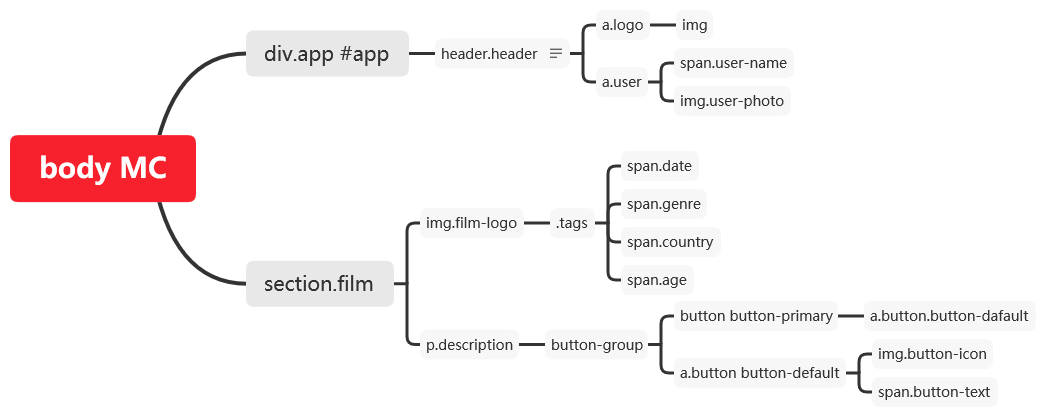 body MC
div.app #app
header.header
a.logo
img
a.user
span.user-name
img.user-photo
section.film
img.film-logo
.tags
span.date
span.genre
span.country
span.age
p.description
button-group
button button-primary
a.button.button-dafault
a.button button-default
img.button-icon
span.button-text